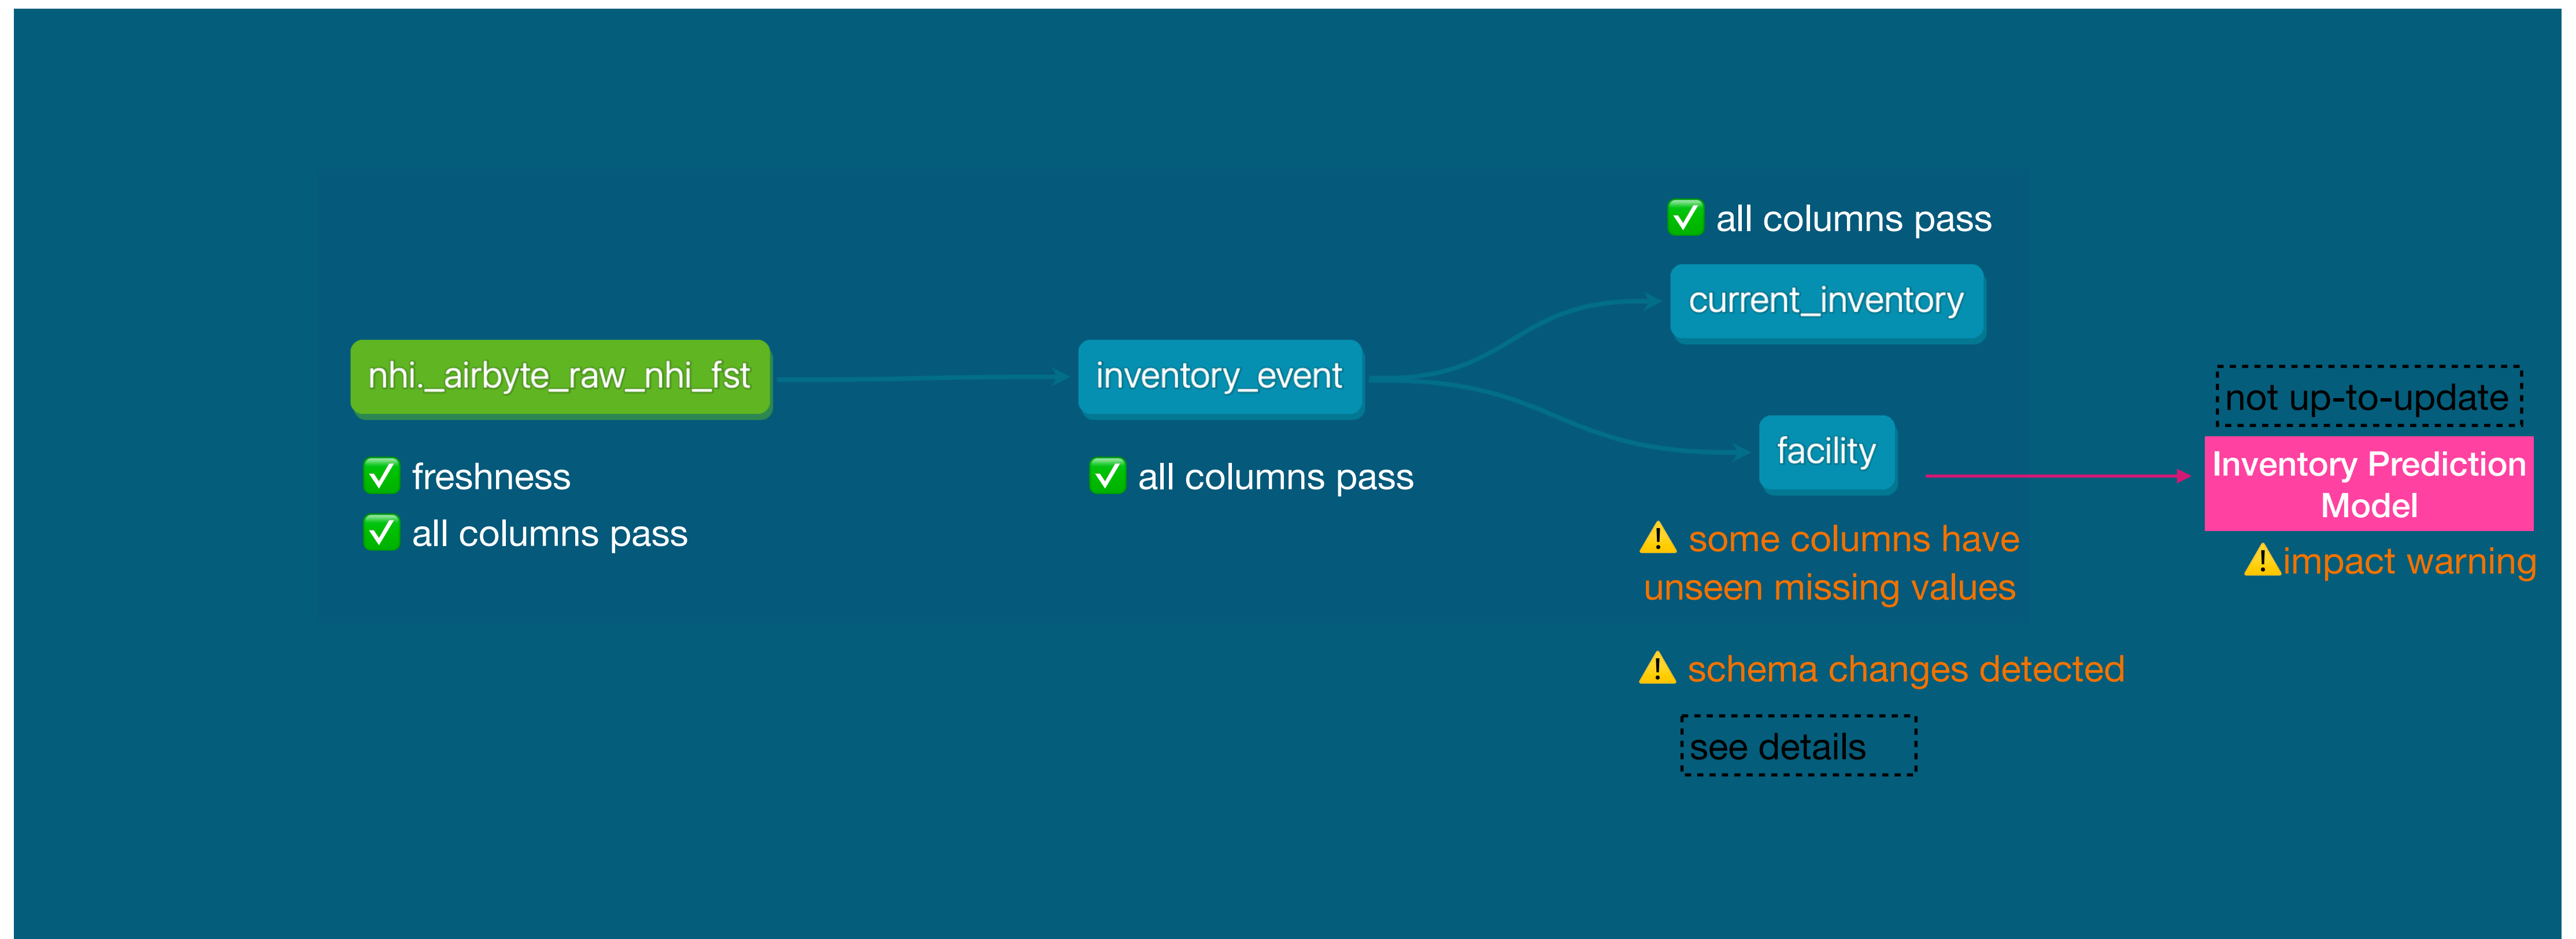 nhi._airbyte_raw_nhi_fst
✅ freshness
✅ all columns pass
inventory_event
✅ all columns pass
✅ all columns pass
current_inventory
facility
⚠️ some columns have
unseen missing values
⚠️ schema changes detected
see details
not up-to-update
Inventory Prediction
Model
⚠️impact warning